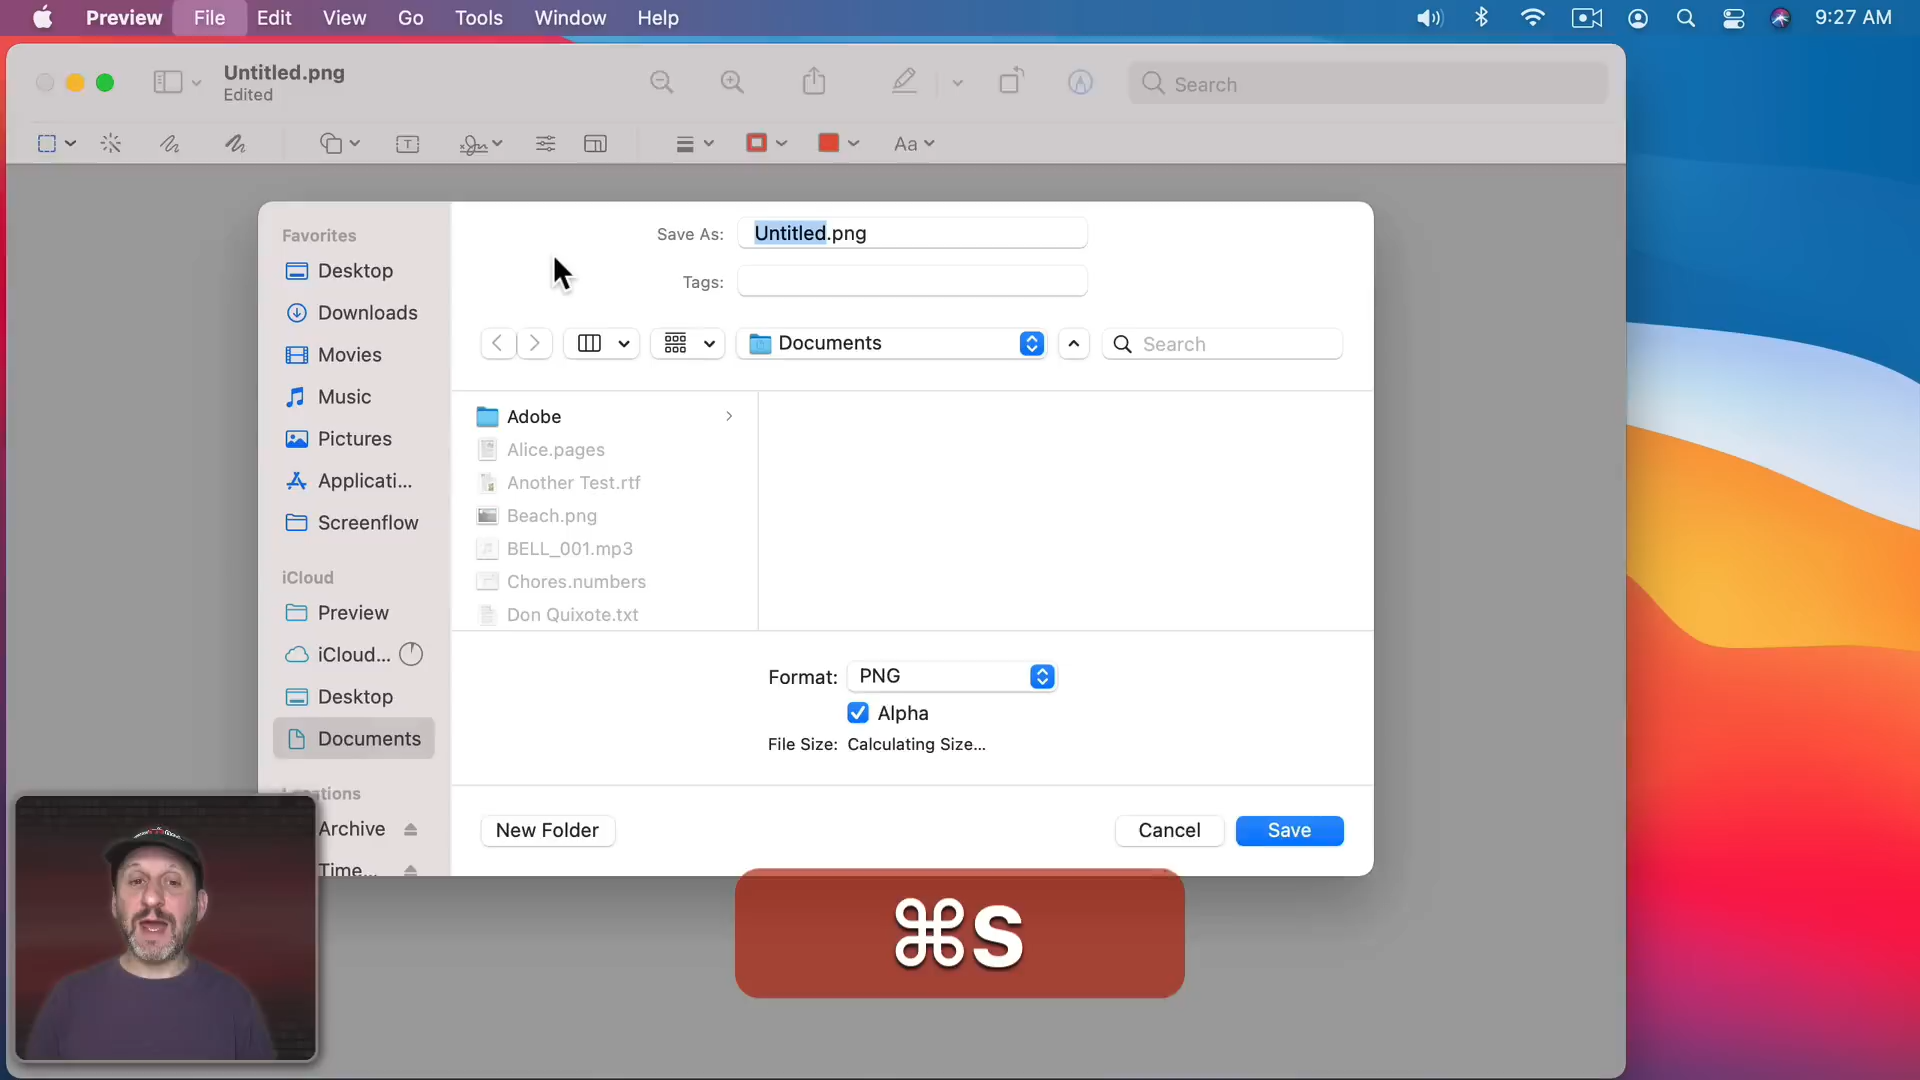 Preview File Edit View Go Tools Window Help 9:27 AM
Untitled.png
Edited
Search
Aa
Favorites
Desktop
Downloads
Movies
Music
Pictures
Applicati...
Screenflow
iCloud
Preview
iCloud...
Desktop
Documents
Archive
Time...
Save As: Untitled.png
Tags:
Documents
Search
Adobe
Alice.pages
Another Test.rtf
Beach.png
BELL_001.mp3
Chores.numbers
Don Quixote.txt
Format: PNG
Alpha
File Size: Calculating Size...
New Folder Cancel Save
⌘S